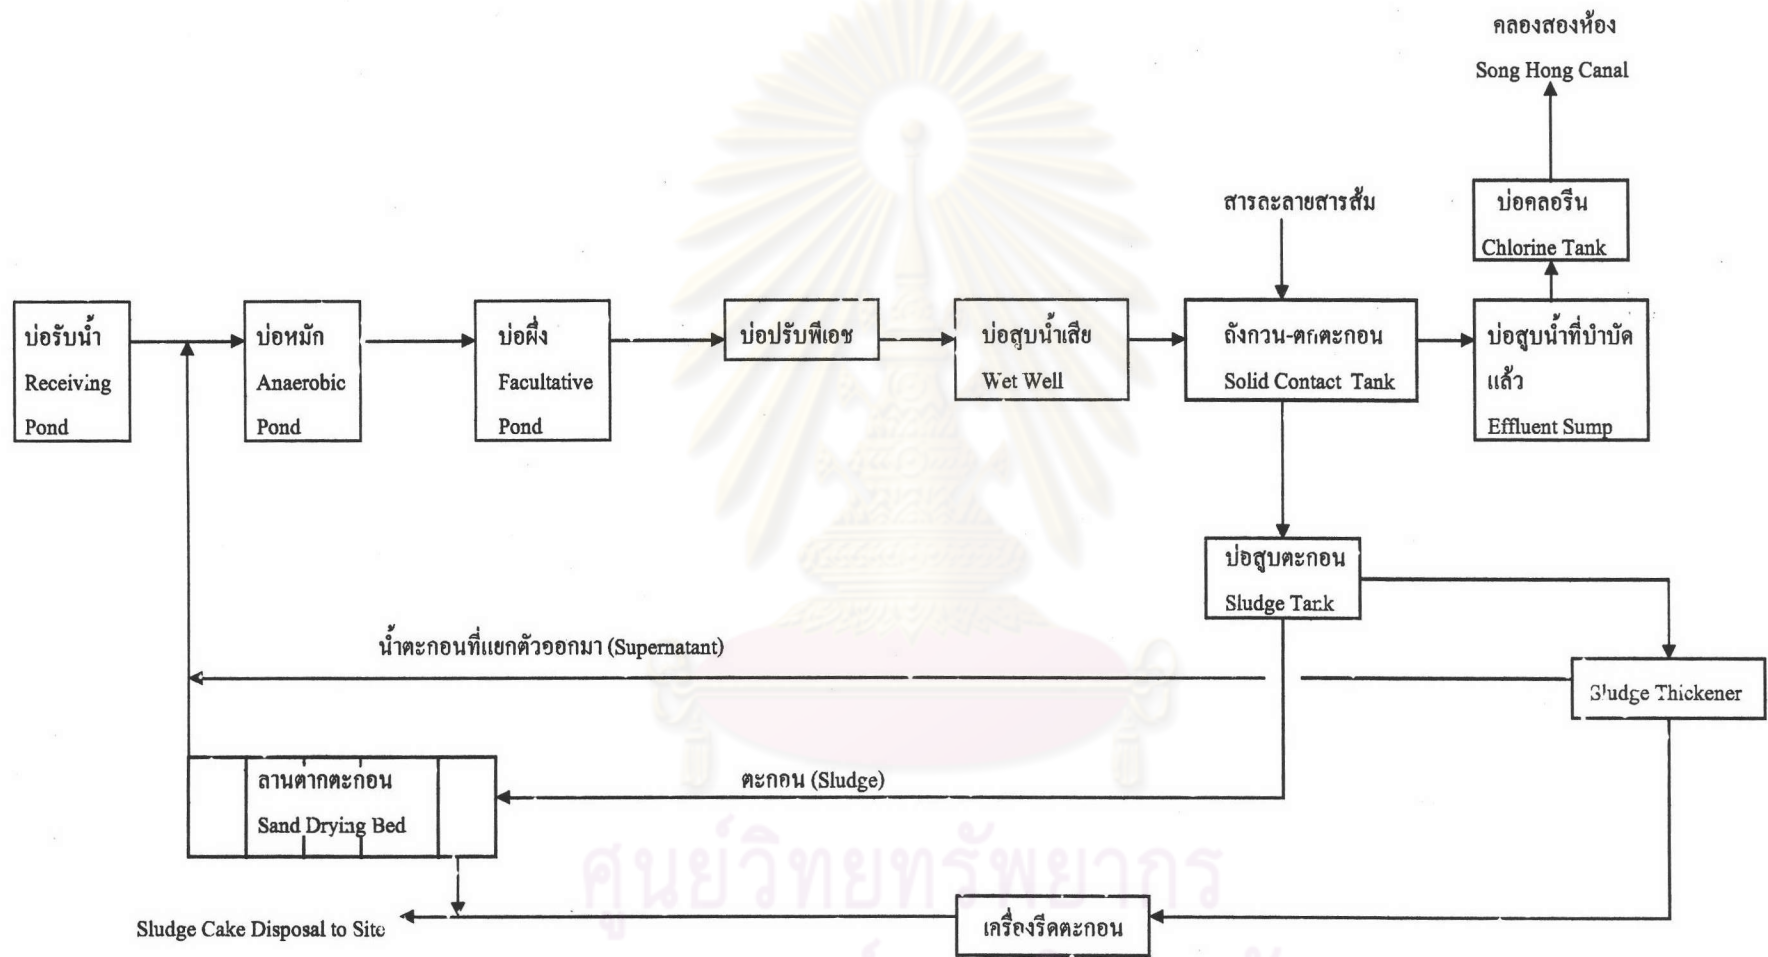 คลองสองห้อง
Song Hong Canal
สารละลายสารส้ม
บ่อคลอรีน
Chlorine Tank
บ่อรับน้ำ
Receiving
Pond
บ่อหมัก
Anaerobic
Pond
บ่อผึ่ง
Facultative
Pond
บ่อปรับพีเอช
บ่อสูบน้ำเสีย
Wet Well
ถังกวน-ตกตะกอน
Solid Contact Tank
บ่อสูบน้ำที่บำบัด
แล้ว
Effluent Sump
บ่อสูบตะกอน
Sludge Tank
น้ำตะกอนที่แยกตัวออกมา (Supernatant)
Sludge Thickener
ลานตากตะกอน
Sand Drying Bed
ตะกอน (Sludge)
ศูนย์วิทยทรัพยากร
Sludge Cake Disposal to Site
เครื่องรีดตะกอน